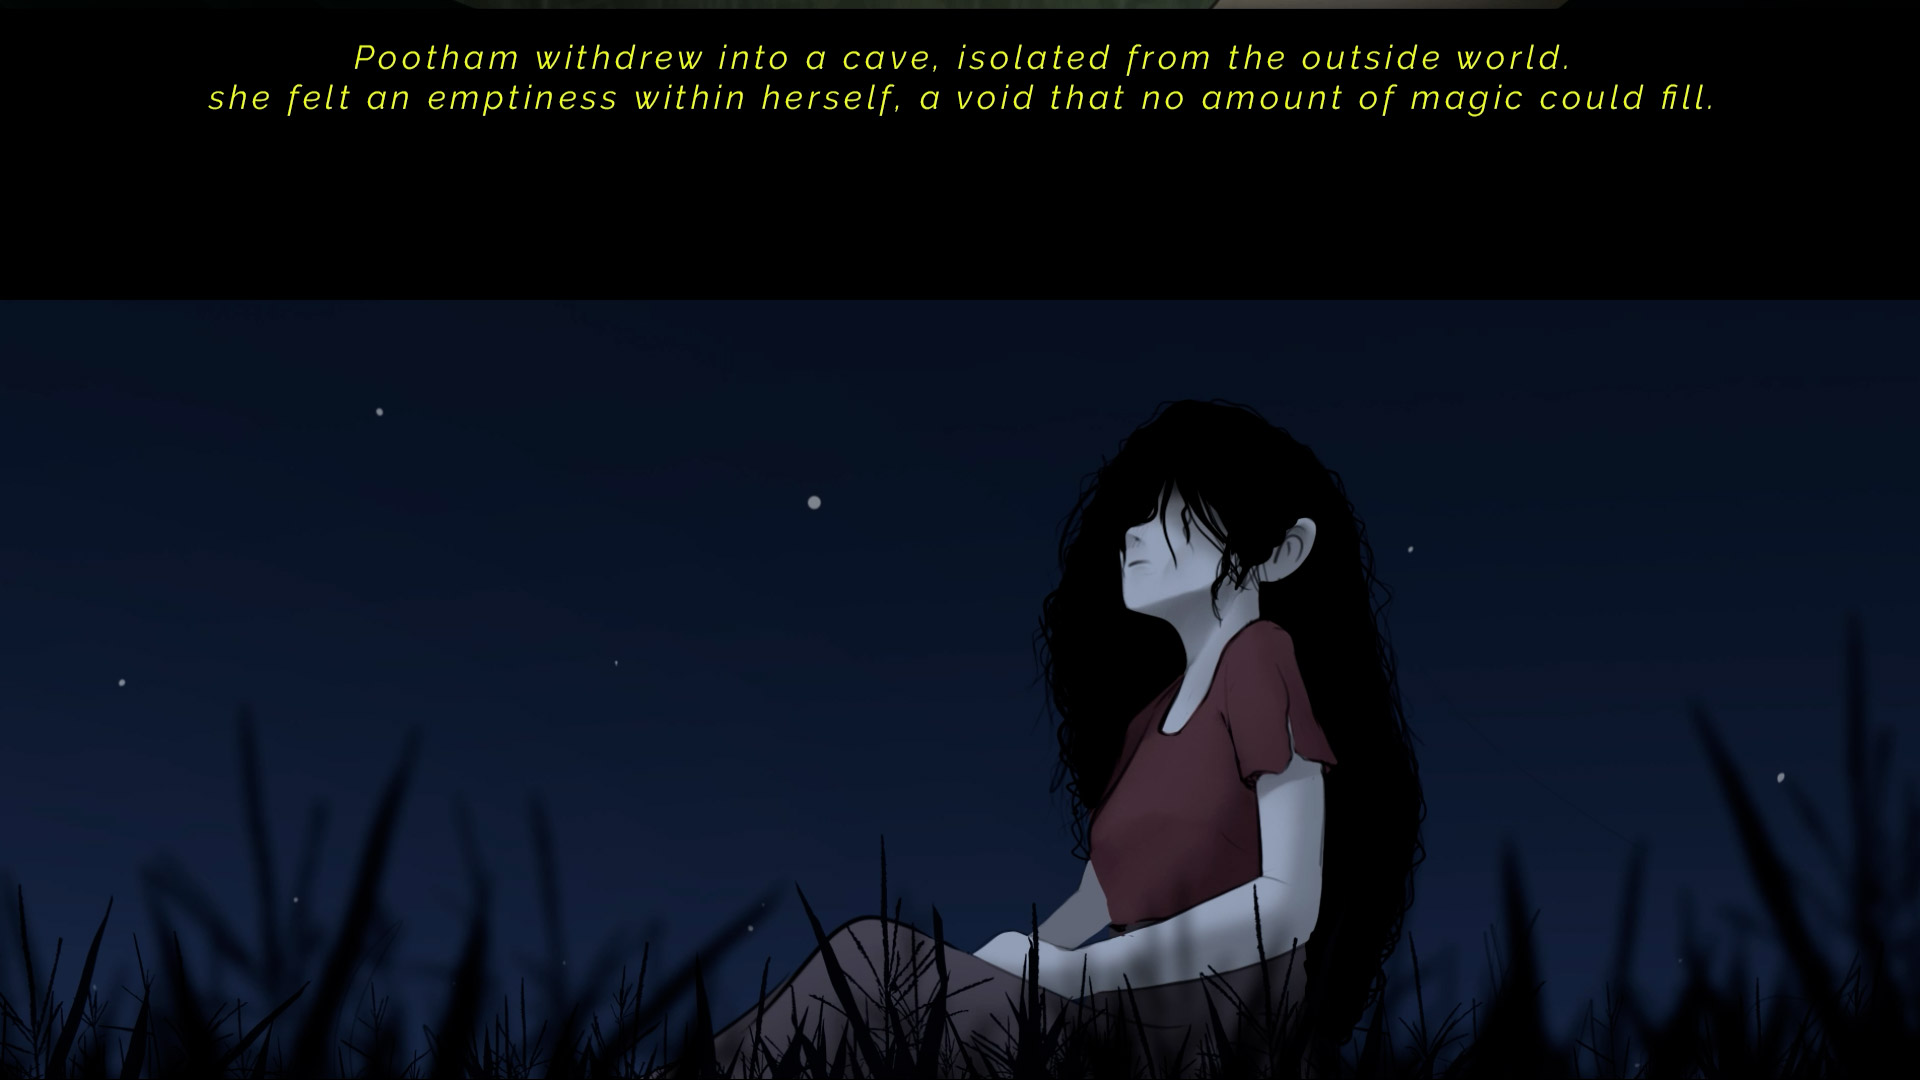 Pootham withdrew into a cave, isolated from the outside world.
she felt an emptiness within herself, a void that no amount of magic could fill.